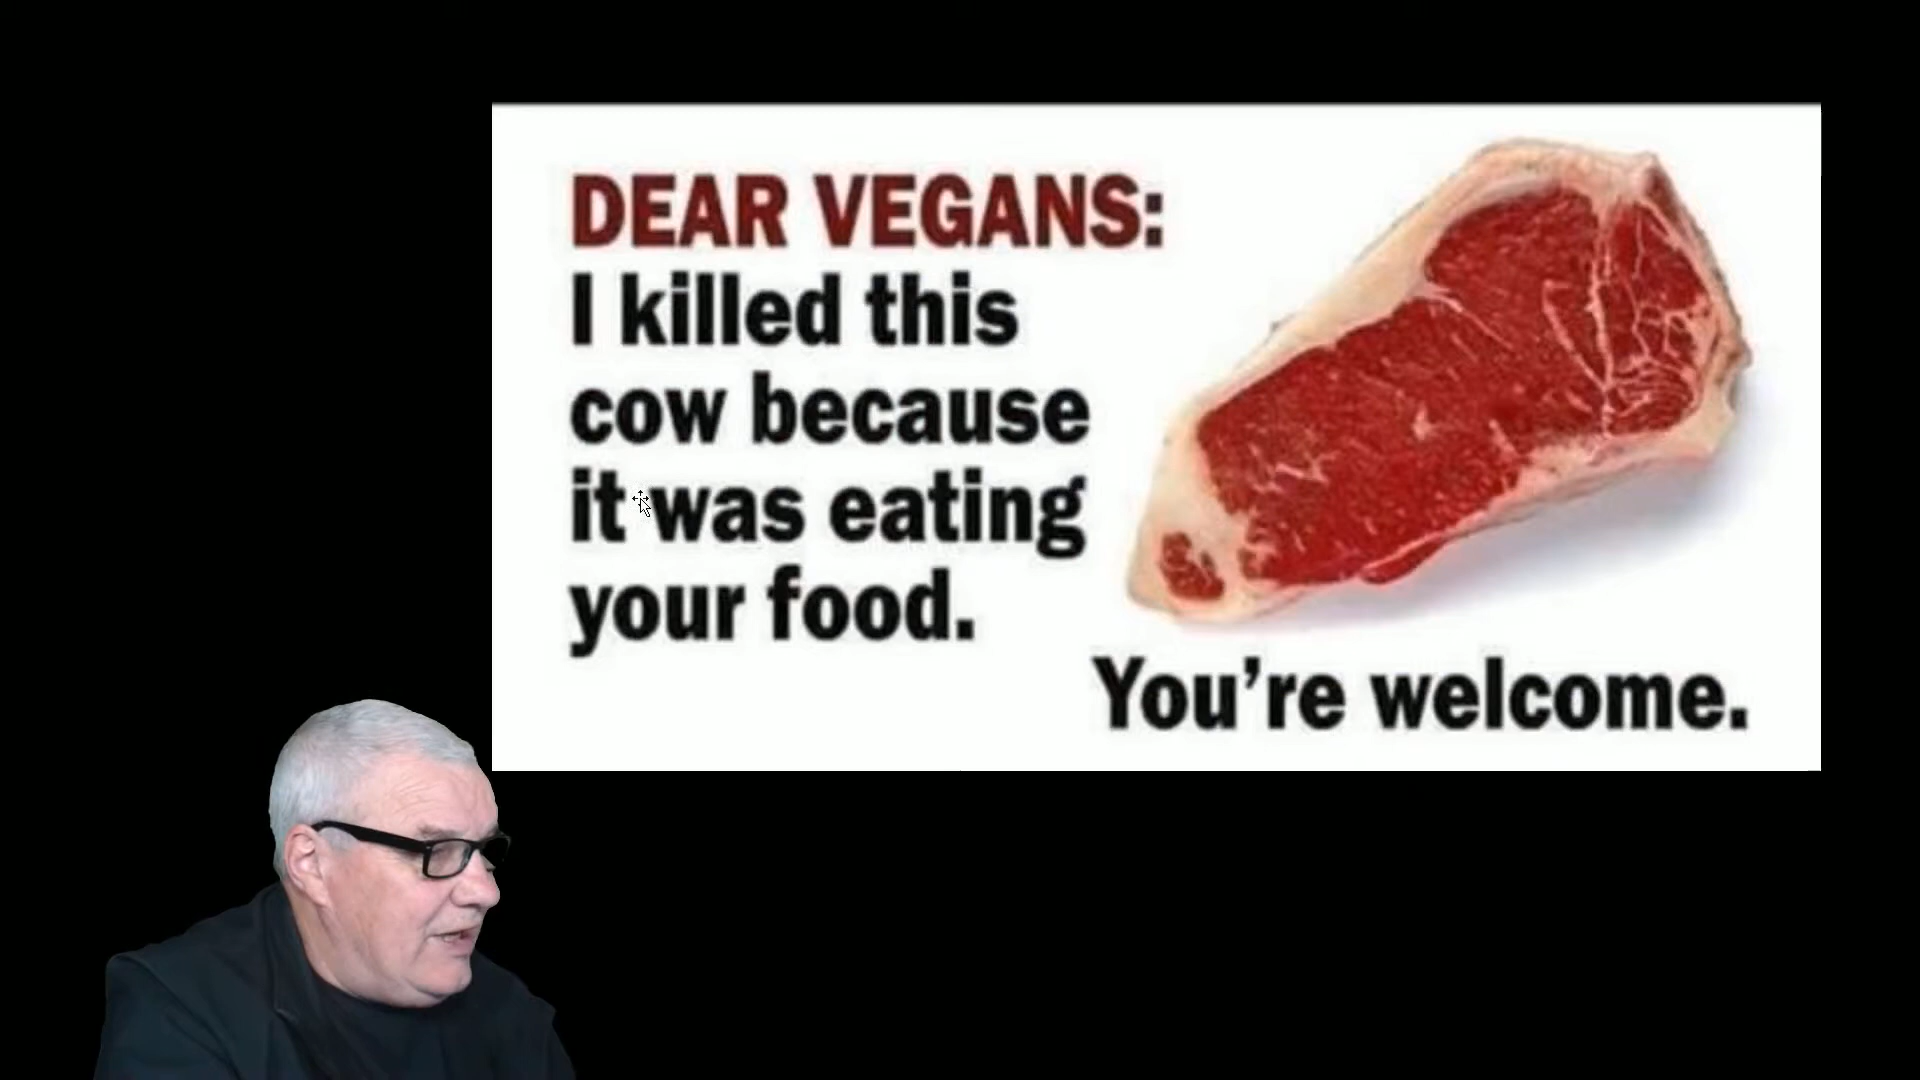 DEAR VEGANS:
I killed this
cow because
it was eating
your food.
You're welcome.